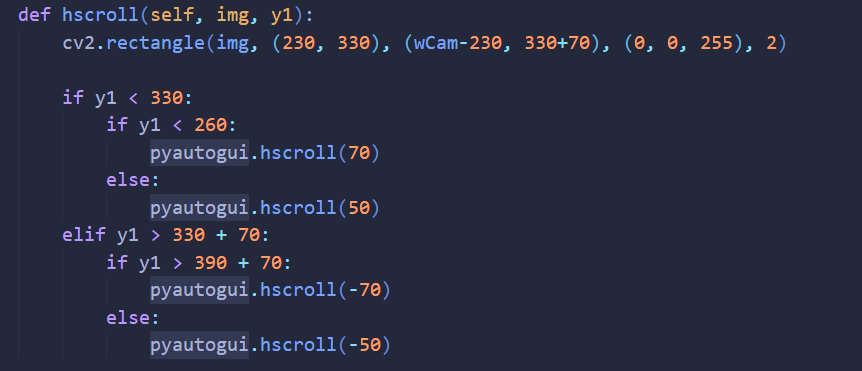 def hscroll(self, img, y1):
    cv2.rectangle(img, (230, 330), (wCam-230, 330+70), (0, 0, 255), 2)

    if y1 < 330:
        if y1 < 260:
            pyautogui.hscroll(70)
        else:
            pyautogui.hscroll(50)
    elif y1 > 330 + 70:
        if y1 > 390 + 70:
            pyautogui.hscroll(-70)
        else:
            pyautogui.hscroll(-50)